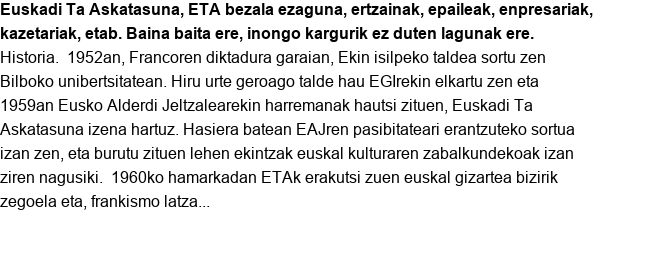 Euskadi Ta Askatasuna, ETA bezala ezaguna, ertzainak, epaileak, enpresariak,
kazetariak, etab. Baina baita ere, inongo kargurik ez duten lagunak ere.
Historia.  1952an, Francoren diktadura garaian, Ekin isilpeko taldea sortu zen
Bilboko unibertsitatean. Hiru urte geroago talde hau EGIrekin elkartu zen eta
1959an Eusko Alderdi Jeltzalearekin harremanak hautsi zituen, Euskadi Ta
Askatasuna izena hartuz. Hasiera batean EAJren pasibitateari erantzuteko sortua
izan zen, eta burutu zituen lehen ekintzak euskal kulturaren zabalkundekoak izan
ziren nagusiki.  1960ko hamarkadan ETAk erakutsi zuen euskal gizartea bizirik
zegoela eta, frankismo latza...